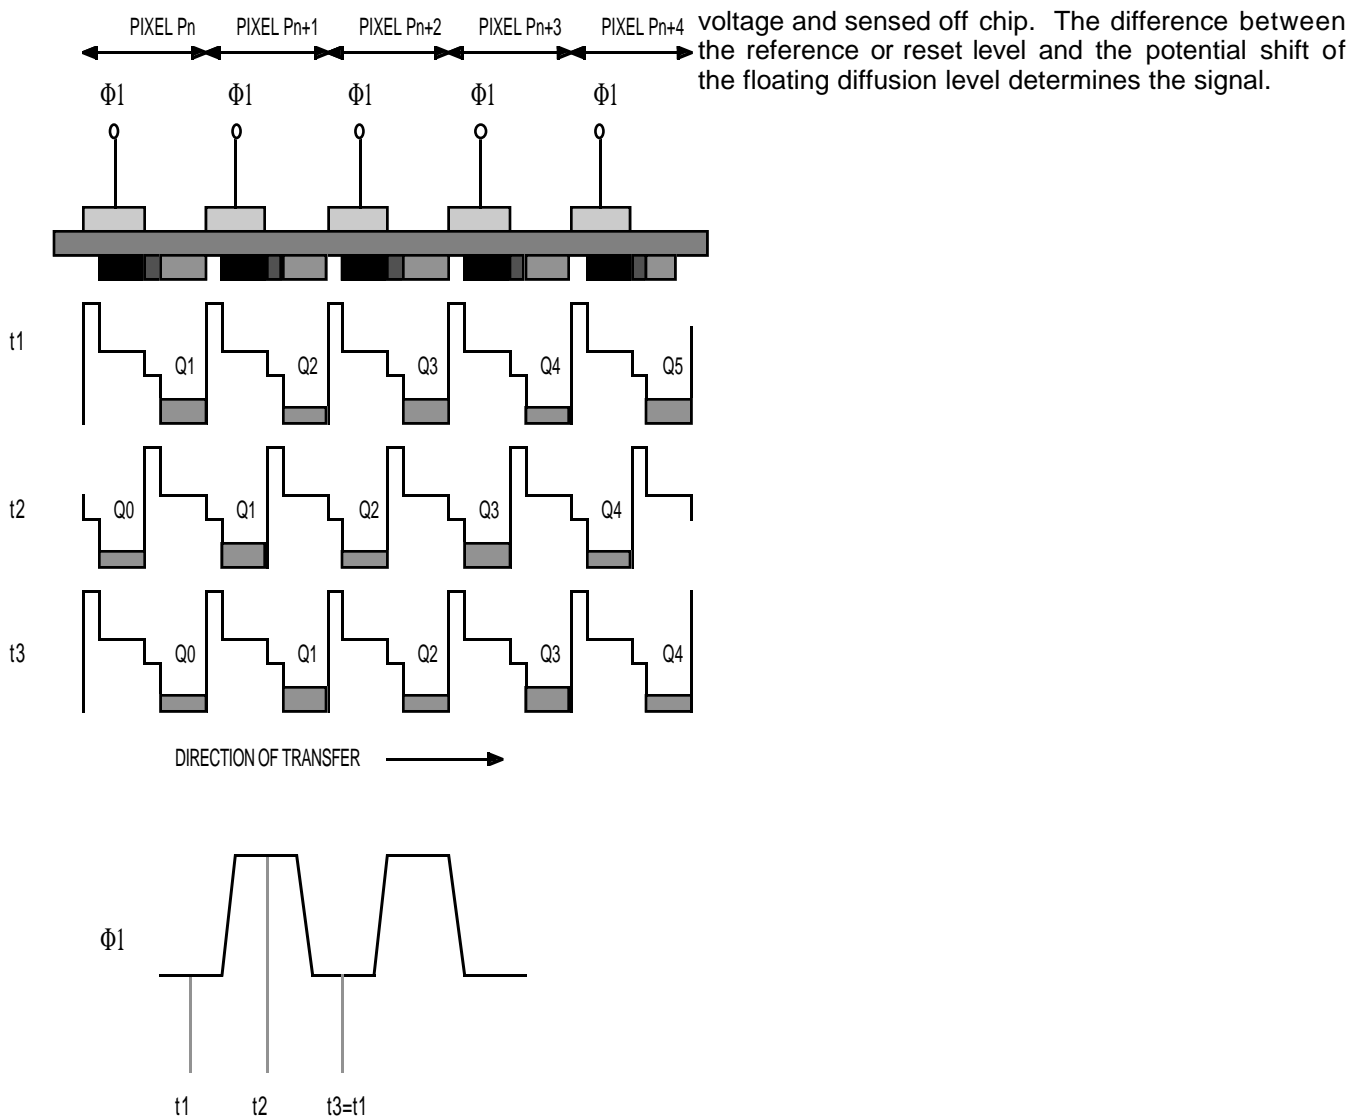 PIXEL Pn PIXEL Pn+1 PIXEL Pn+2 PIXEL Pn+3 PIXEL Pn+4
Φ1 Φ1 Φ1 Φ1 Φ1
t1
Q1 Q2 Q3 Q4 Q5
t2
Q0 Q1 Q2 Q3 Q4
t3
Q0 Q1 Q2 Q3 Q4
DIRECTION OF TRANSFER
Φ1
t1 t2 t3=t1
voltage and sensed off chip. The difference between
the reference or reset level and the potential shift of
the floating diffusion level determines the signal.